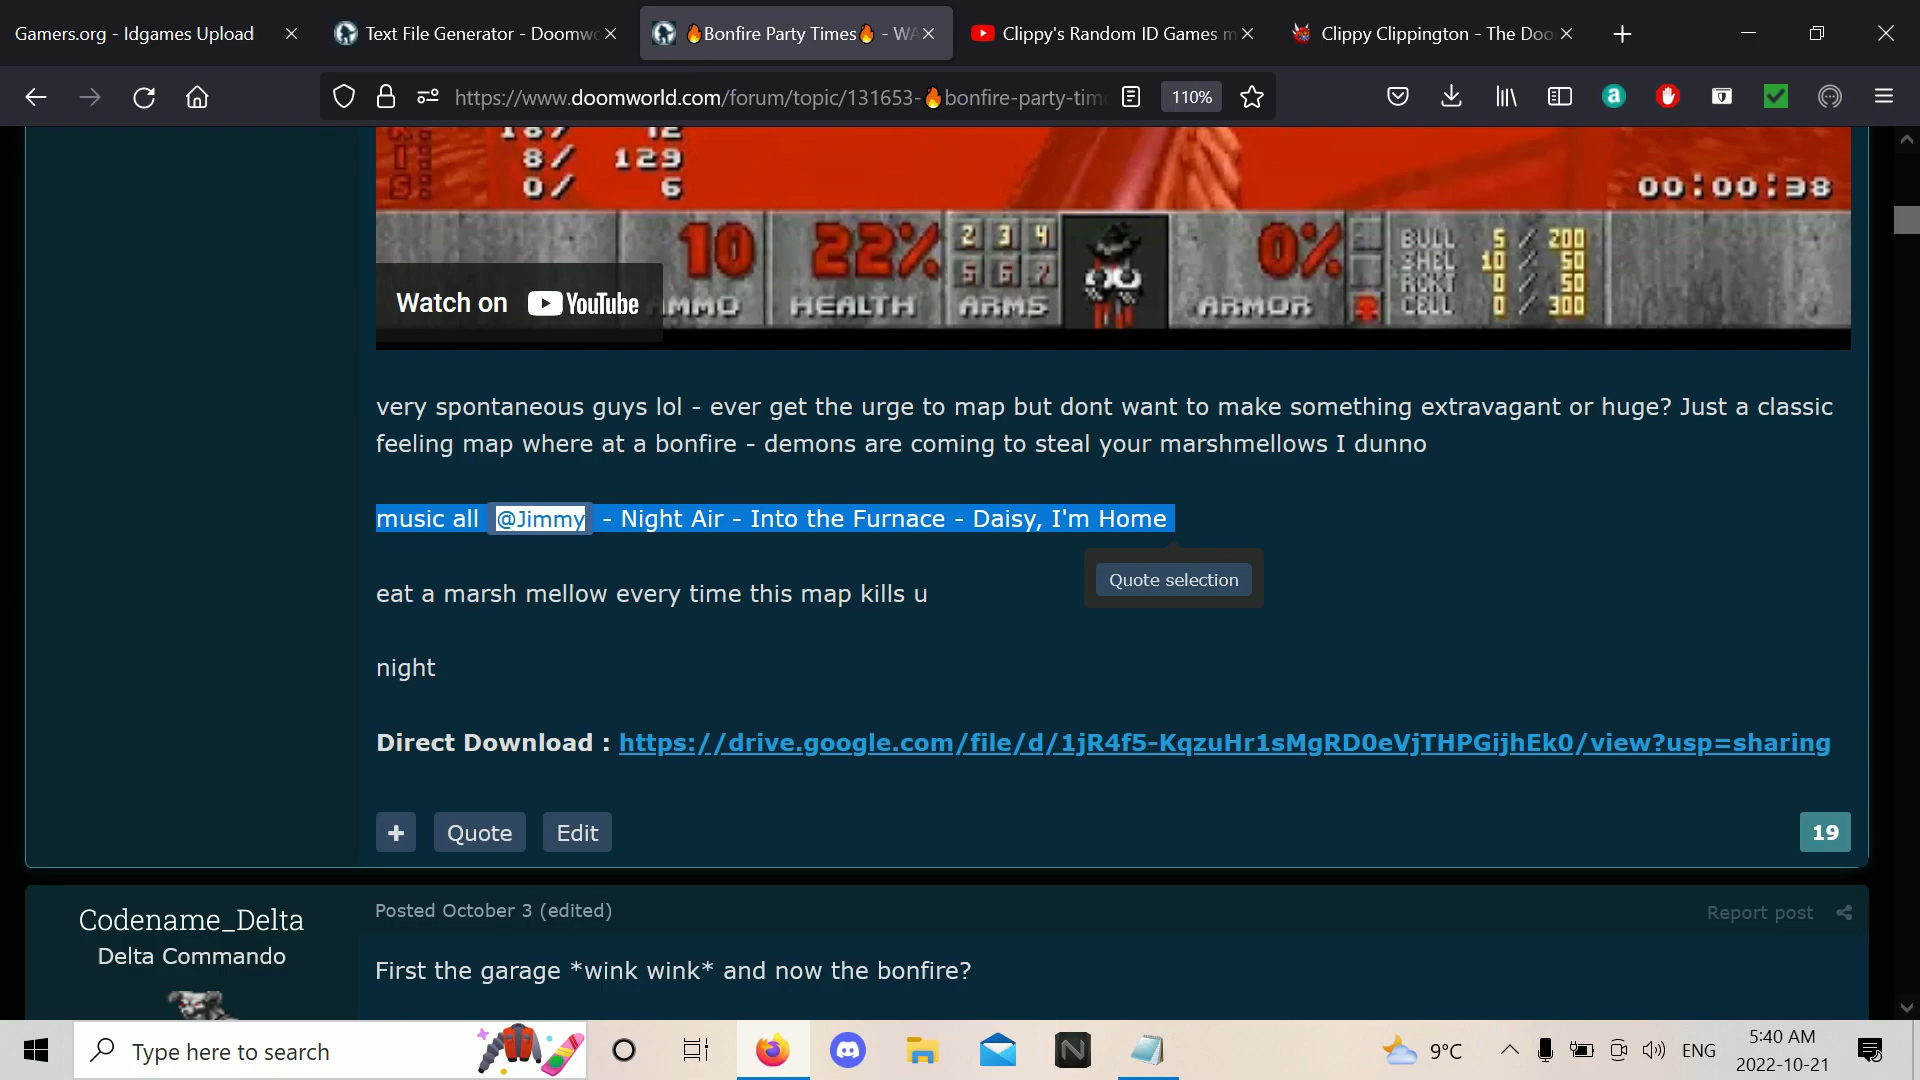 Gamers.org - Idgames Upload
Text File Generator - Doomwo
🔥Bonfire Party Times🔥 - WA
Clippy's Random ID Games m
Clippy Clippington - The Doo
https://www.doomworld.com/forum/topic/131653-🔥bonfire-party-time
110%
8/ 129
0/ 6
00:00:38
10 22% 2 3 4 0% BULL 5 / 200
5 6 7 SHEL 10 / 50
RCKT 0 / 50
AMMO HEALTH ARMS ARMOR CELL 0 / 300
Watch on YouTube
very spontaneous guys lol - ever get the urge to map but dont want to make something extravagant or huge? Just a classic
feeling map where at a bonfire - demons are coming to steal your marshmellows I dunno
music all @Jimmy - Night Air - Into the Furnace - Daisy, I'm Home
Quote selection
eat a marsh mellow every time this map kills u
night
Direct Download : https://drive.google.com/file/d/1jR4f5-KqzuHr1sMgRD0eVjTHPGijhEk0/view?usp=sharing
+ Quote Edit 19
Codename_Delta
Delta Commando
Posted October 3 (edited)
Report post
First the garage *wink wink* and now the bonfire?
Type here to search
9°C
ENG
5:40 AM
2022-10-21